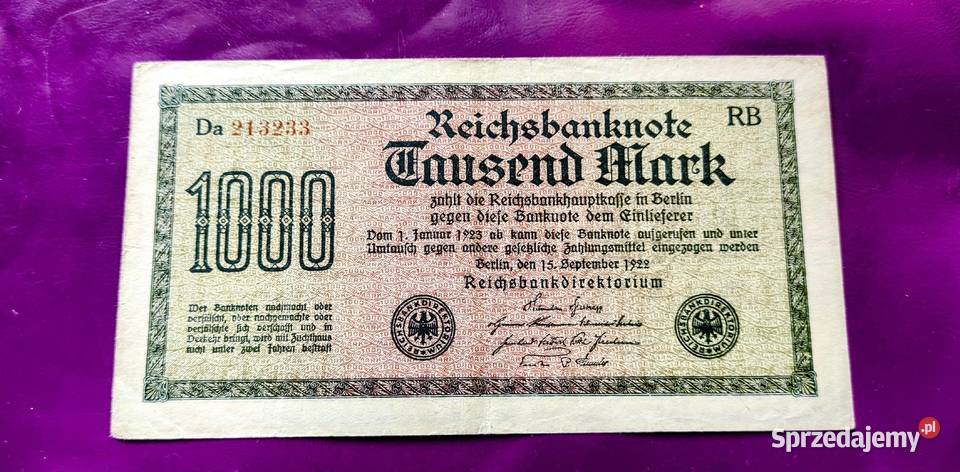 Da 213233
RB
Reichsbanknote
Tausend Mark
1000
zahlt die Reichsbankhauptkasse in Berlin
gegen diese Banknote dem Einlieferer
Vom 1. Januar 1923 ab kann diese Banknote aufgerufen und unter
Umtausch gegen andere gesetzliche Zahlungsmittel eingezogen werden
Berlin, den 15. September 1922
Reichsbankdirektorium
Wer Banknoten nachmacht oder
verfälscht, oder nachgemachte oder
verfälschte sich verschafft und in
Verkehr bringt, wird mit Zuchthaus
nicht unter zwei Jahren bestraft
REICHSBANKDIREKTORIUM
REICHSBANKDIREKTORIUM
Sprzedajemy.pl